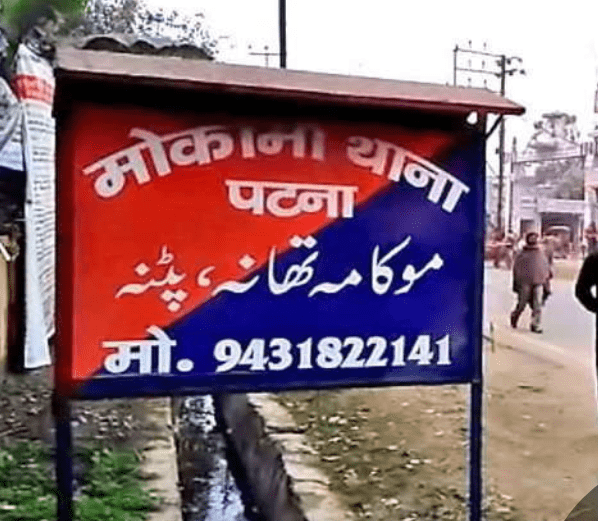 मोकामा थाना
पटना
موکامہ تھانہ، پٹنہ
मो. 9431822141